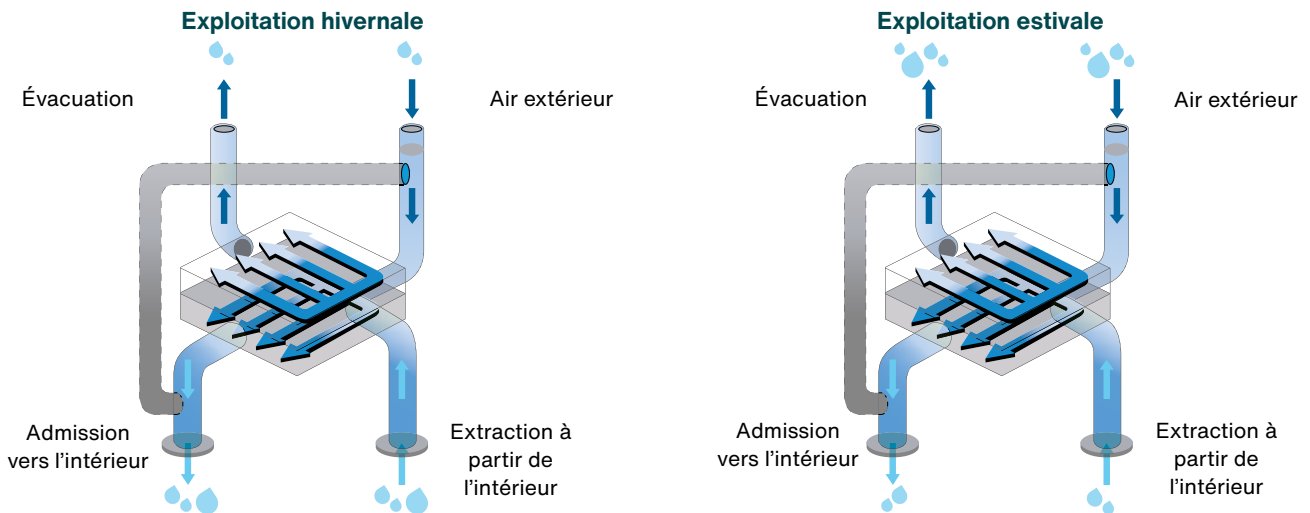 Exploitation hivernale
Évacuation
Air extérieur
Admission
vers l'intérieur
Extraction à
partir de
l'intérieur
Exploitation estivale
Évacuation
Air extérieur
Admission
vers l'intérieur
Extraction à
partir de
l'intérieur